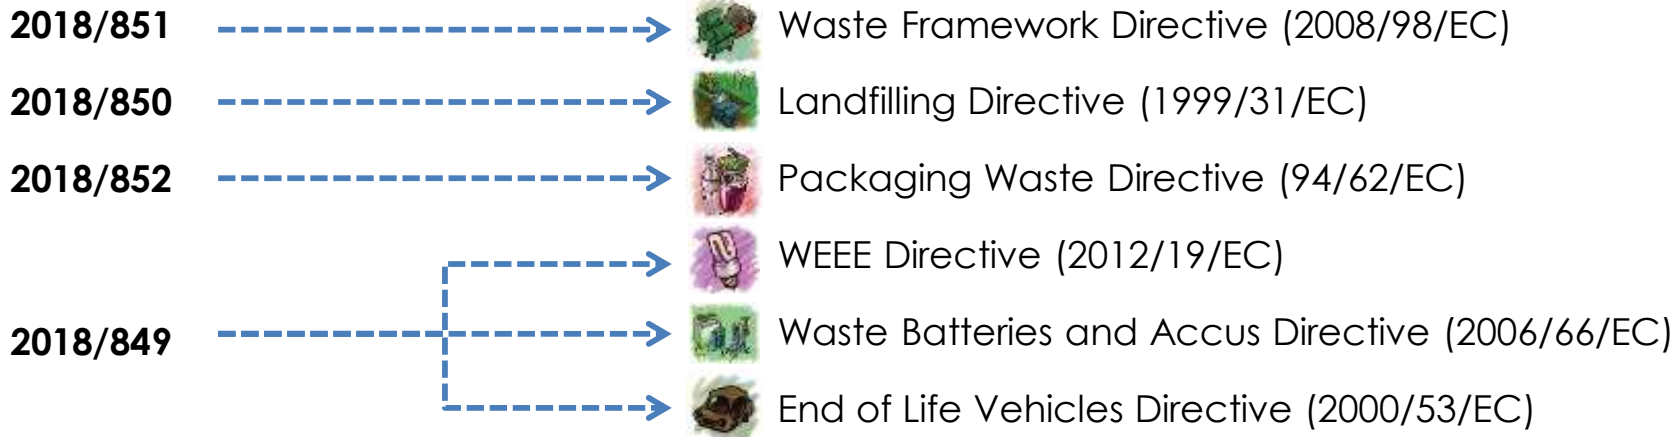 2018/851 Waste Framework Directive (2008/98/EC)
2018/850 Landfilling Directive (1999/31/EC)
2018/852 Packaging Waste Directive (94/62/EC)
WEEE Directive (2012/19/EC)
2018/849 Waste Batteries and Accus Directive (2006/66/EC)
End of Life Vehicles Directive (2000/53/EC)